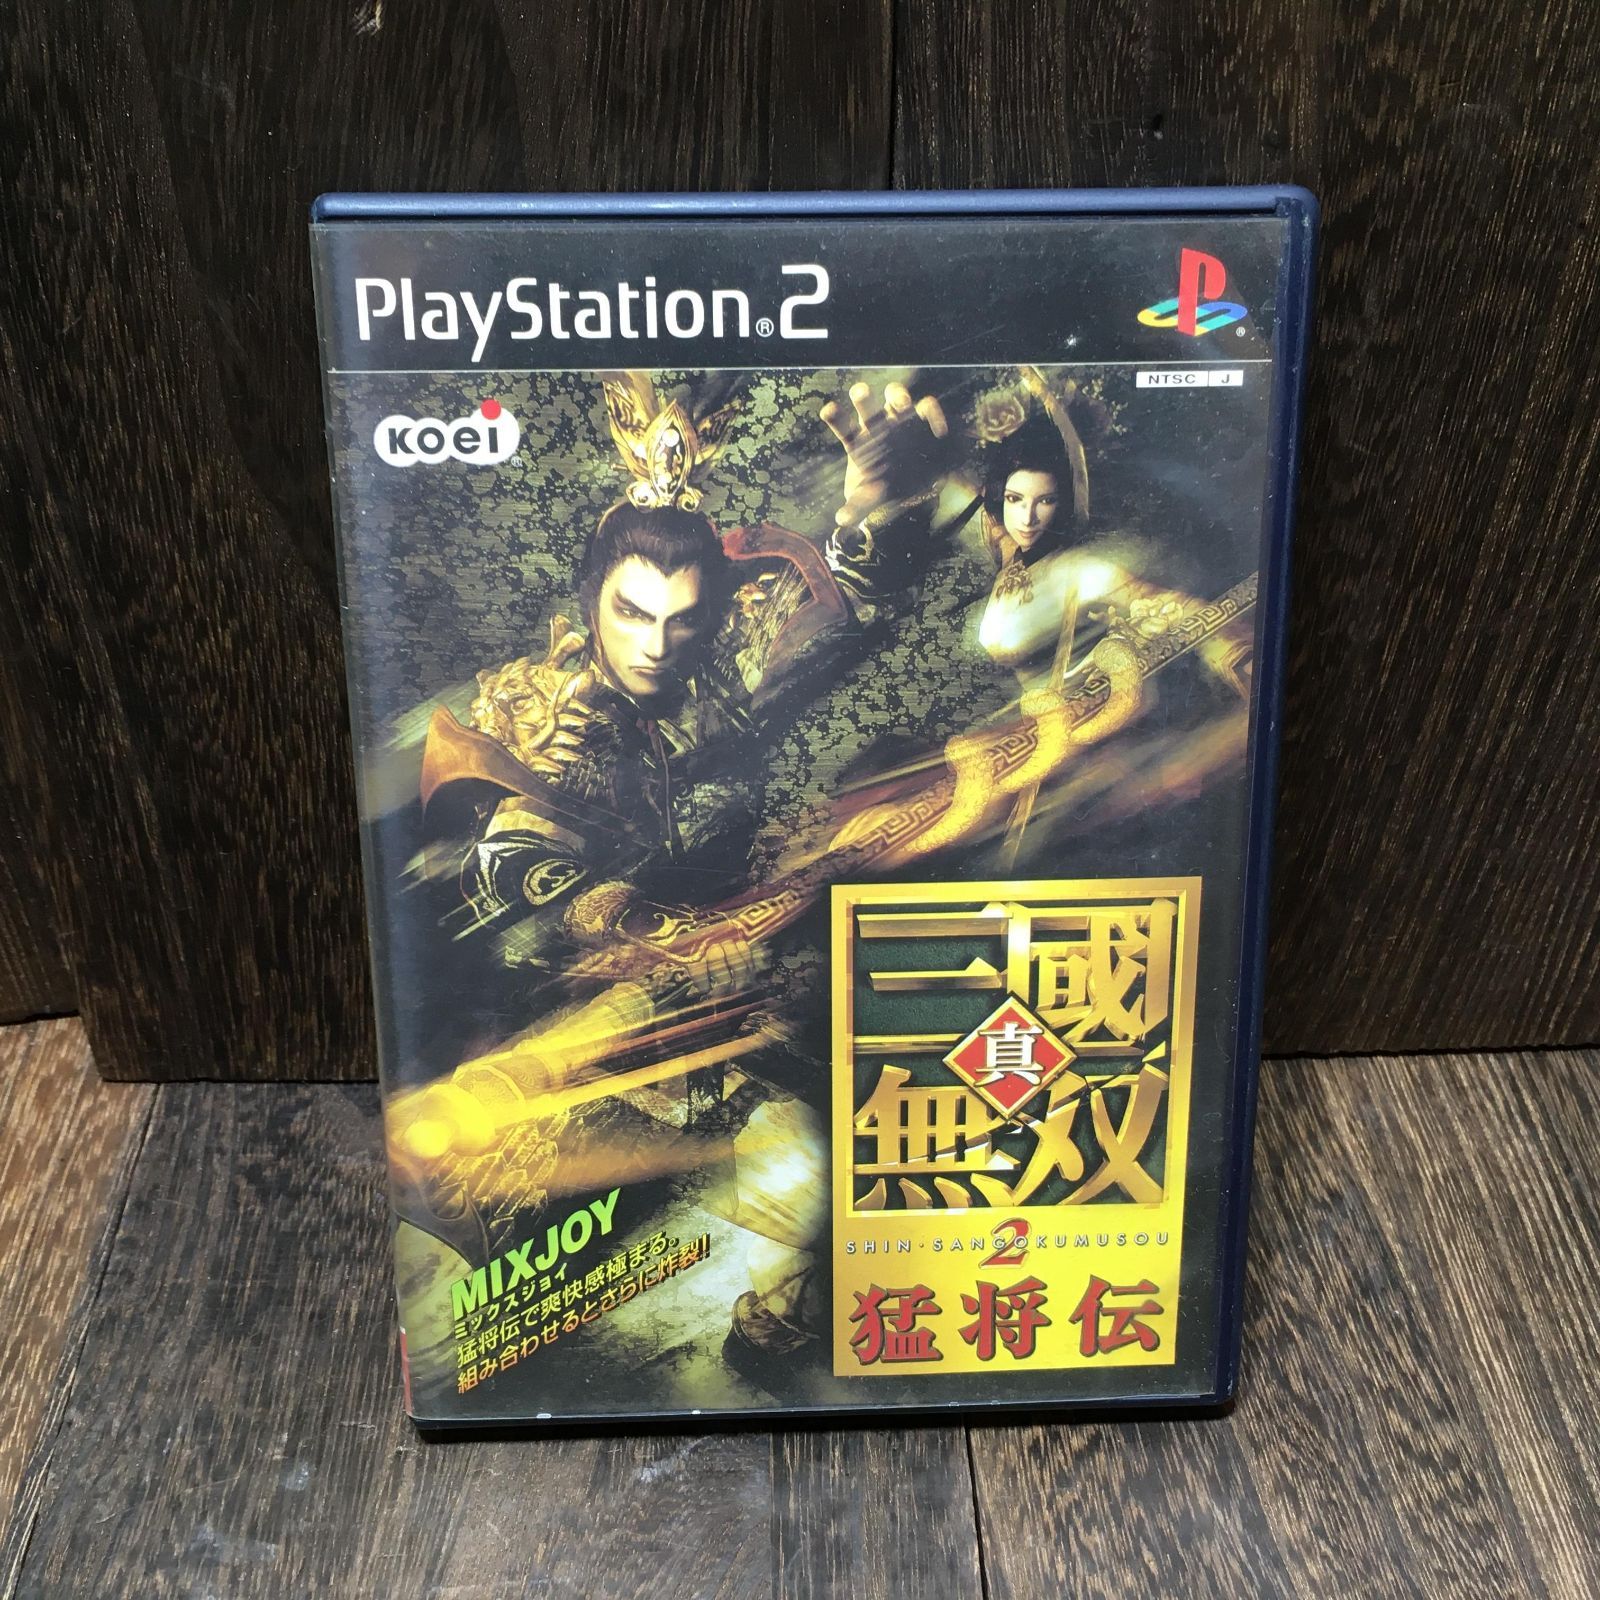 PlayStation®2
NTSC J
KOEI
三國
真
無双
2
SHIN・SANGOKUMUSOU
猛将伝
MIXJOY
ミックスジョイ
猛将伝で爽快感極まる。
組み合わせるとさらに炸裂!!